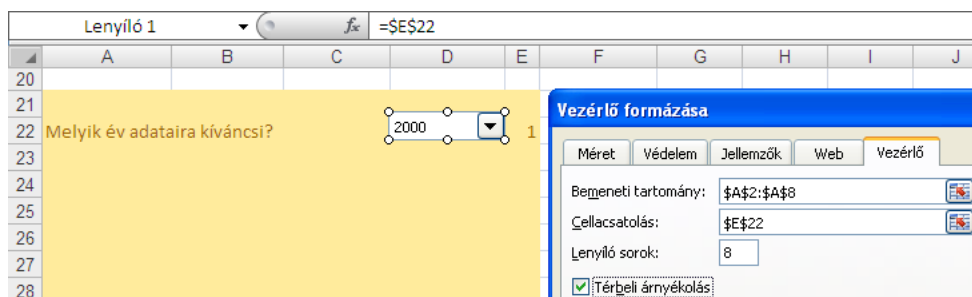 Lenyíló 1 fx =$E$22
A B C D E F G H I J
20
21
22 Melyik év adataira kíváncsi? 2000 1
23
24
25
26
27
28
Vezérlő formázása
Méret Védelem Jellemzők Web Vezérlő
Bemeneti tartomány: $A$2:$A$8
Cellacsatolás: $E$22
Lenyíló sorok: 8
Térbeli árnyékolás